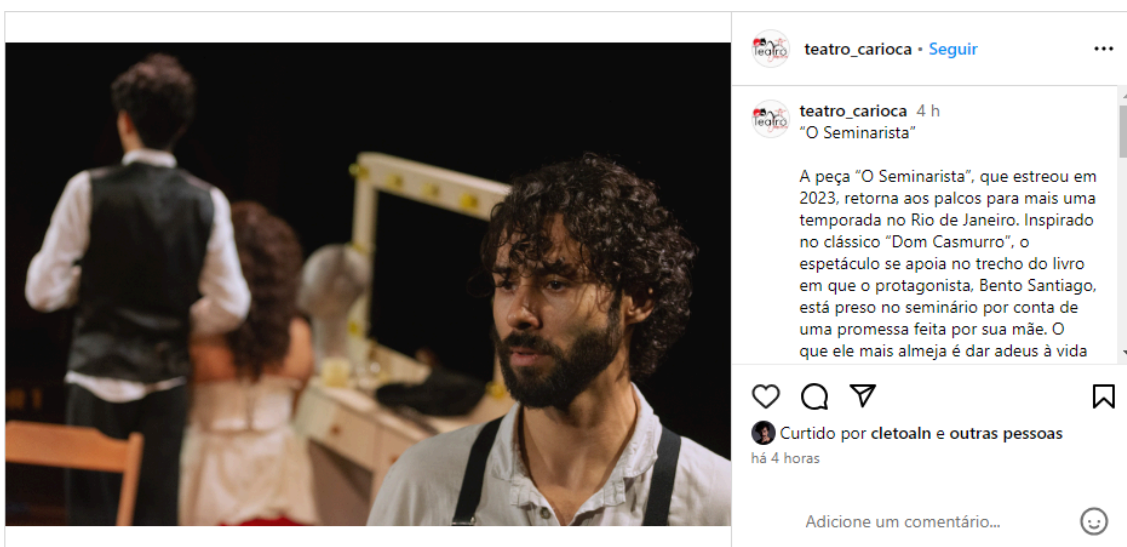 teatro_carioca • Seguir
teatro_carioca 4 h
“O Seminarista”
A peça “O Seminarista”, que estreou em
2023, retorna aos palcos para mais uma
temporada no Rio de Janeiro. Inspirado
no clássico “Dom Casmurro”, o
espetáculo se apoia no trecho do livro
em que o protagonista, Bento Santiago,
está preso no seminário por conta de
uma promessa feita por sua mãe. O
que ele mais almeja é dar adeus à vida
Curtido por cletoaln e outras pessoas
há 4 horas
Adicione um comentário...